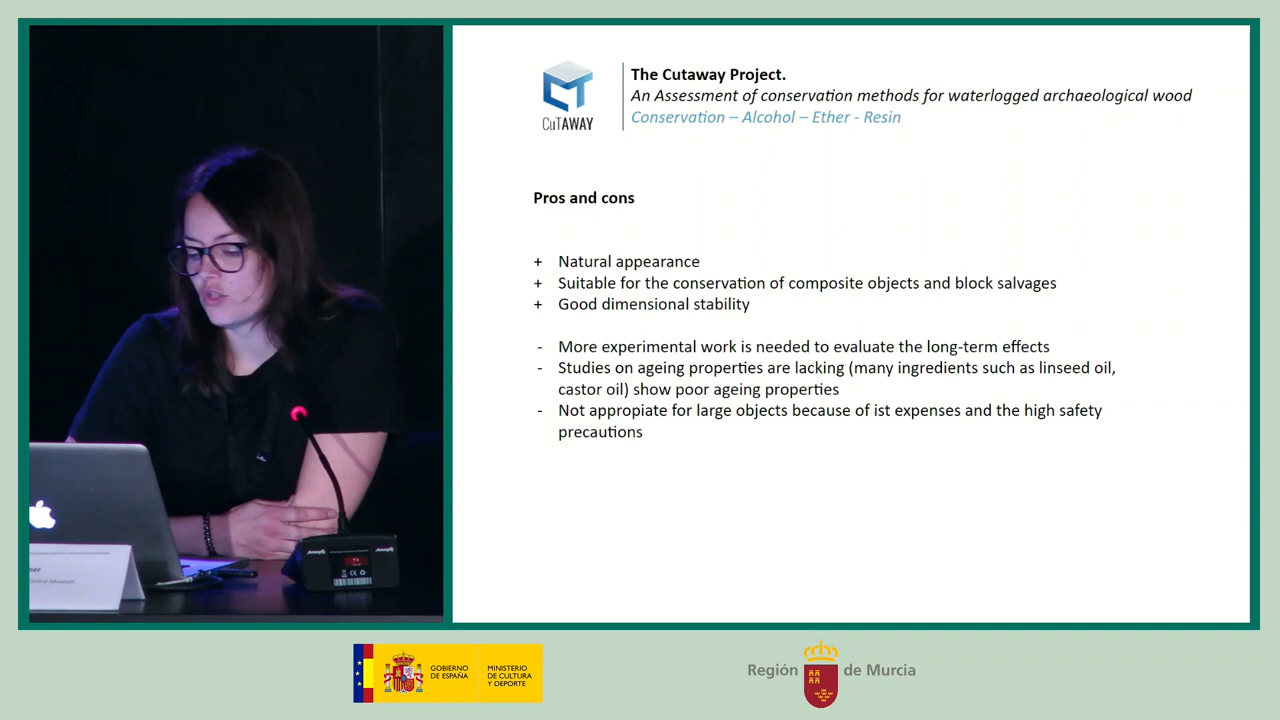 CuTAWAY
The Cutaway Project.
An Assessment of conservation methods for waterlogged archaeological wood
Conservation – Alcohol – Ether - Resin
Pros and cons
+ Natural appearance
+ Suitable for the conservation of composite objects and block salvages
+ Good dimensional stability
- More experimental work is needed to evaluate the long-term effects
- Studies on ageing properties are lacking (many ingredients such as linseed oil,
castor oil) show poor ageing properties
- Not appropiate for large objects because of ist expenses and the high safety
precautions
Museum
GOBIERNO
DE ESPAÑA
MINISTERIO
DE CULTURA
Y DEPORTE
Región de Murcia